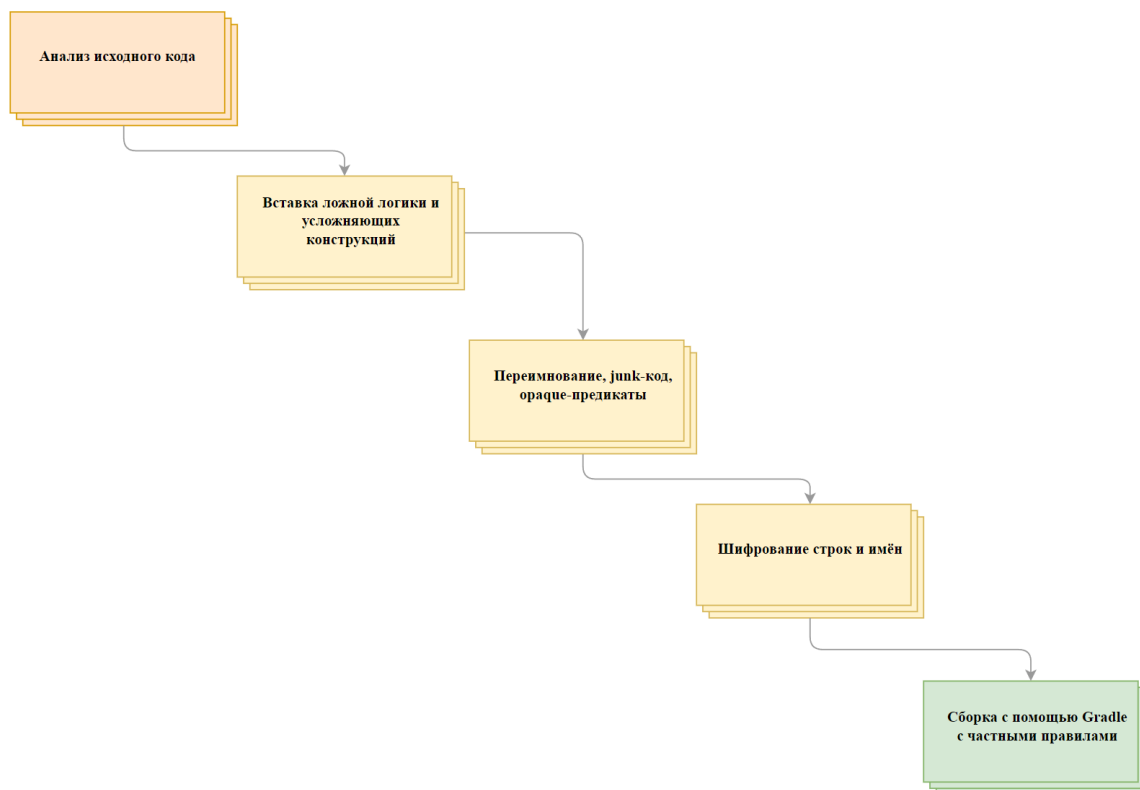 Анализ исходного кода
Вставка ложной логики и
усложняющих
конструкций
Переимнование, junk-код,
opaque-предикаты
Шифрование строк и имён
Сборка с помощью Gradle
с частными правилами